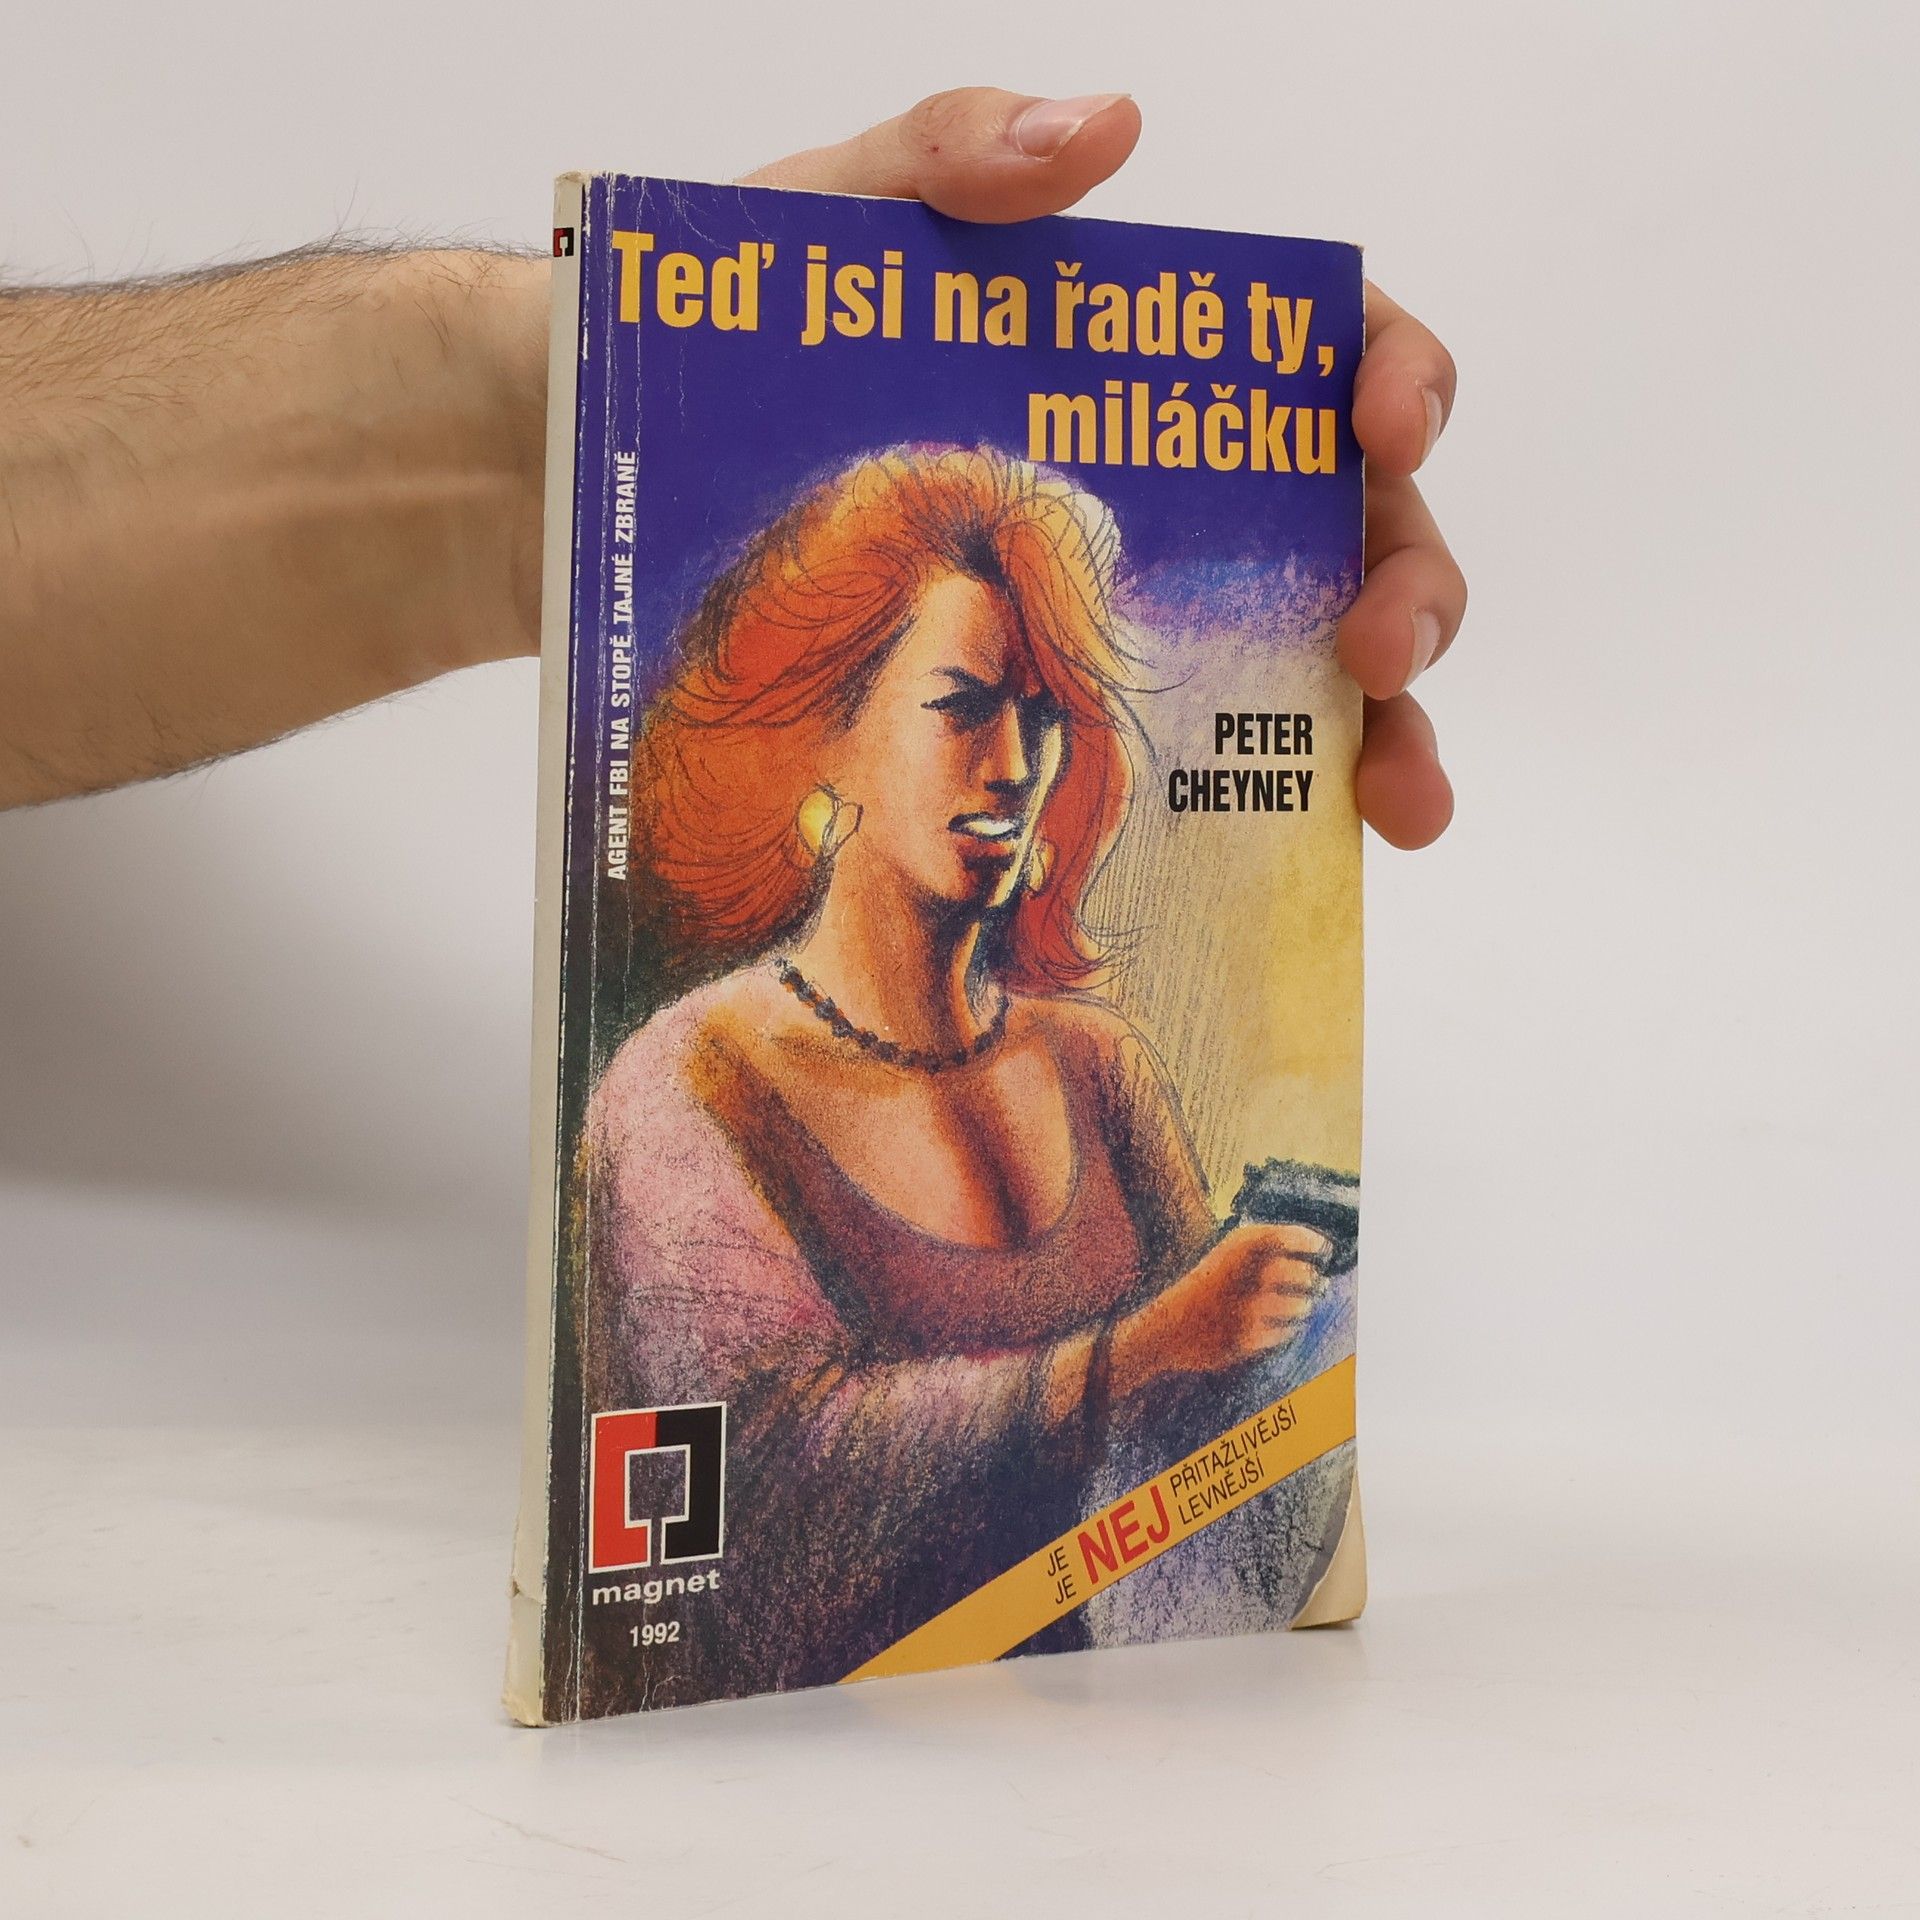 Teď jsi na řadě ty,
miláčku
AGENT FBI NA STOPĚ TAJNÉ ZBRANĚ
PETER
CHEYNEY
JE NEJ PŘITAŽLIVĚJŠÍ
JE LEVNĚJŠÍ
magnet
1992